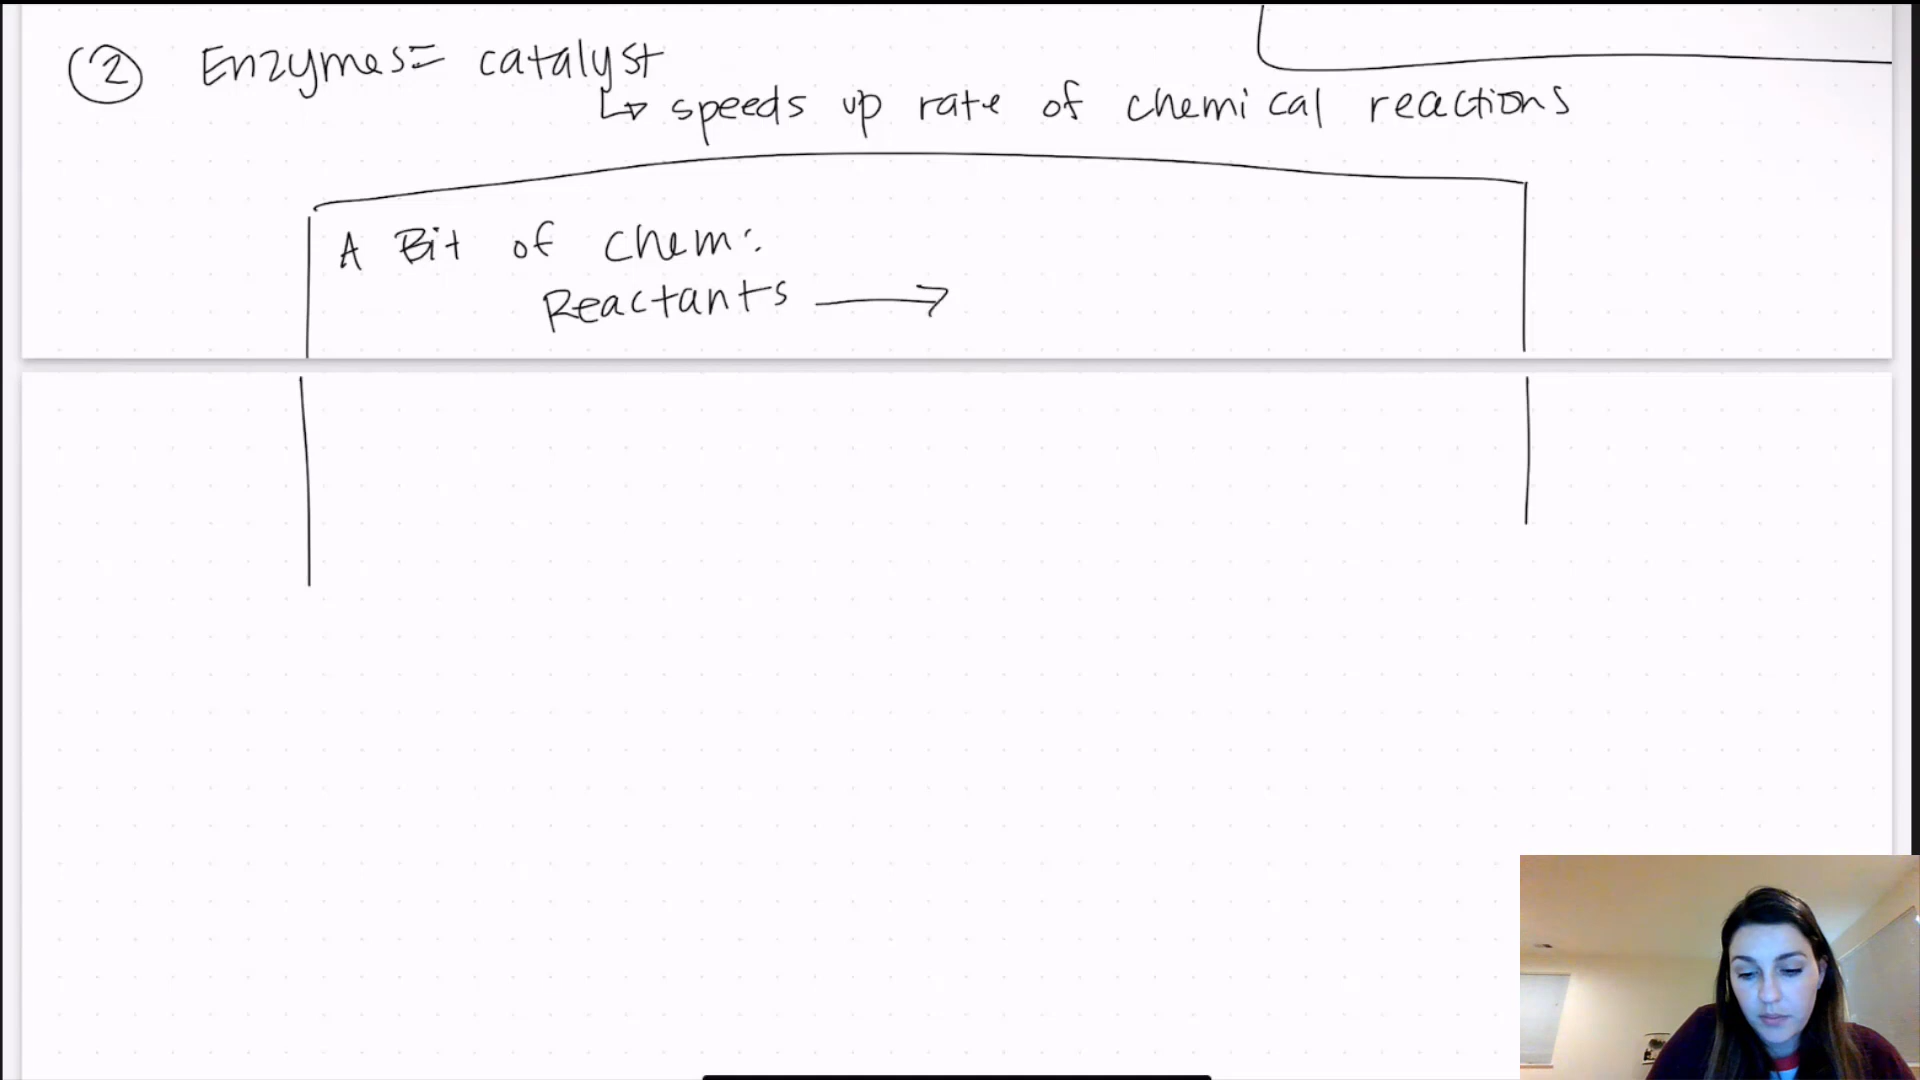 ② Enzymes= catalyst
↳ speeds up rate of chemical reactions
A Bit of Chem:
Reactants →